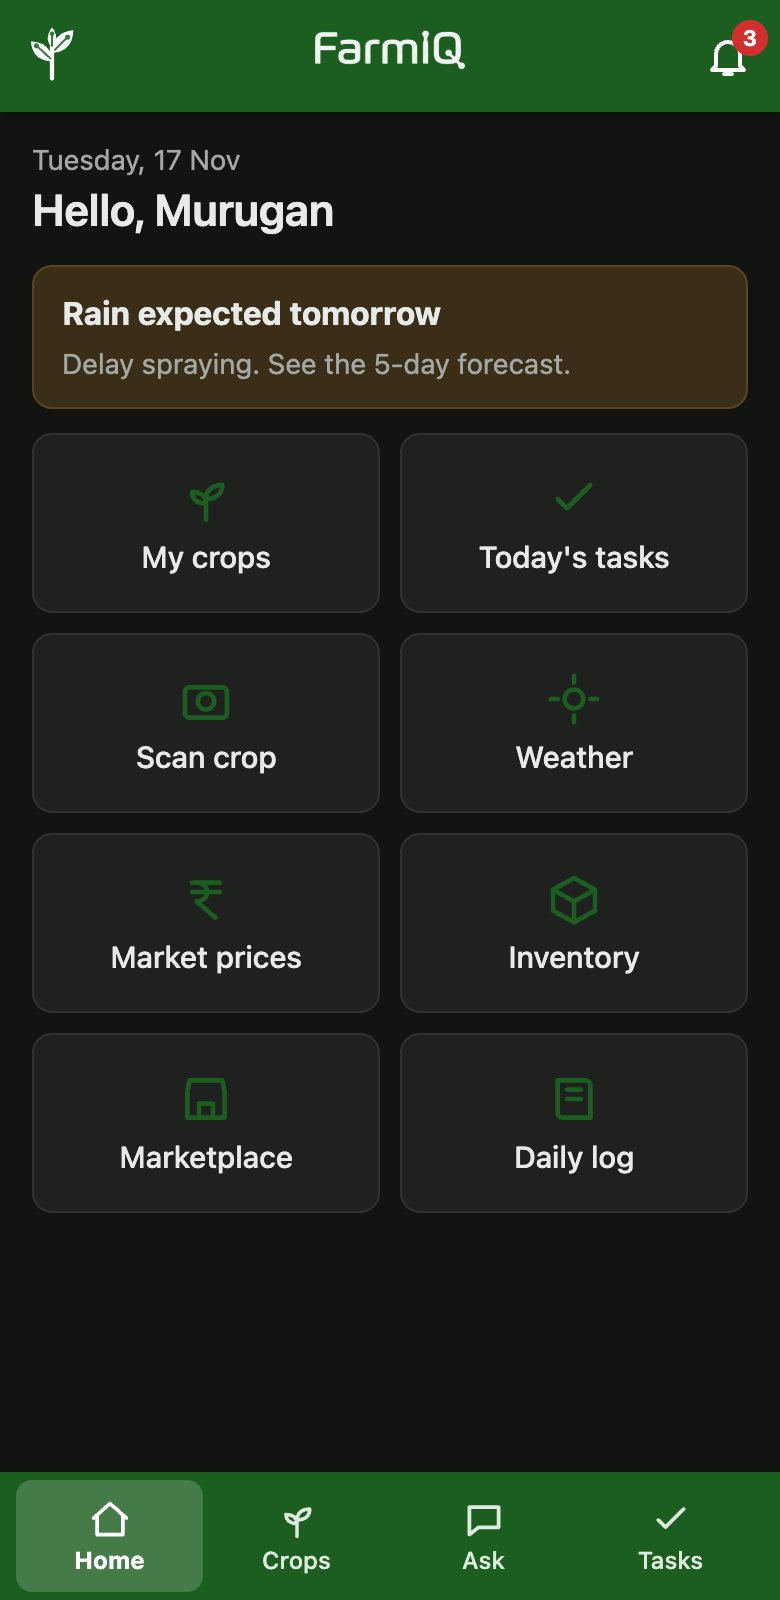 FarmIQ
3
Tuesday, 17 Nov
Hello, Murugan
Rain expected tomorrow
Delay spraying. See the 5-day forecast.
My crops
Today's tasks
Scan crop
Weather
₹
Market prices
Inventory
Marketplace
Daily log
Home
Crops
Ask
Tasks